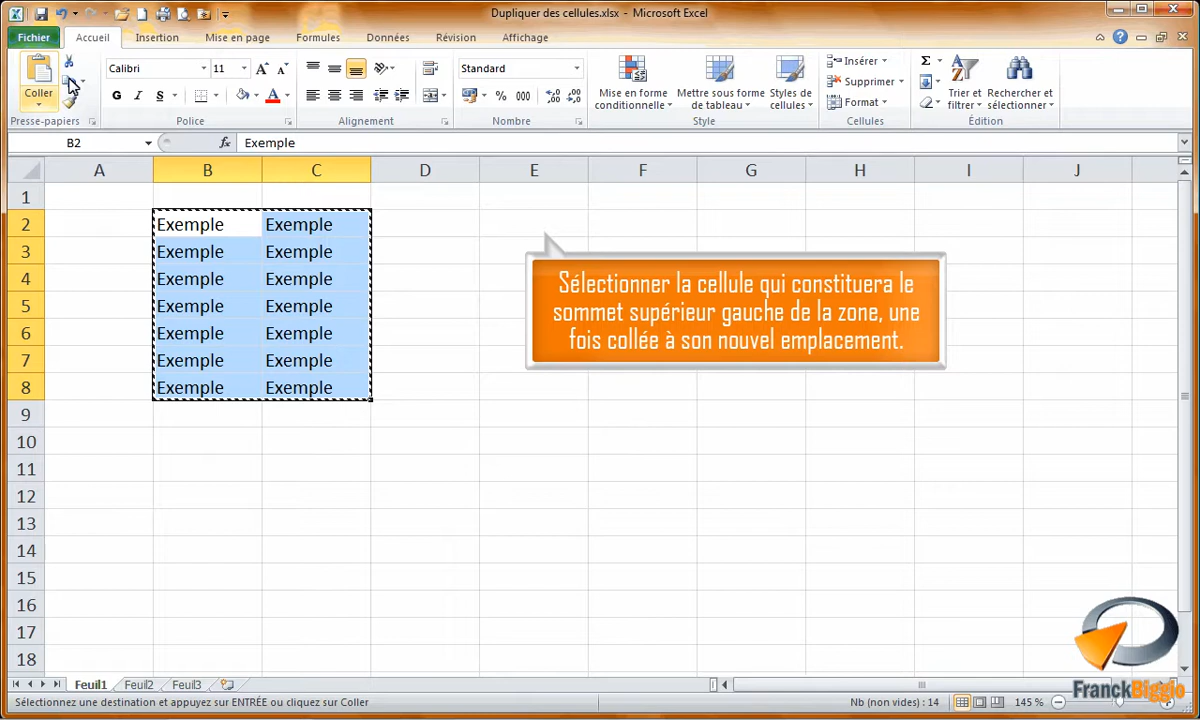 Dupliquer des cellules.xlsx - Microsoft Excel
Fichier Accueil Insertion Mise en page Formules Données Révision Affichage
Coller
Calibri 11
G I S
Standard
% 000
Mise en forme conditionnelle
Mettre sous forme de tableau
Styles de cellules
Insérer
Supprimer
Format
Trier et filtrer
Rechercher et sélectionner
Presse-papiers Police Alignement Nombre Style Cellules Édition
B2 fx Exemple
A B C D E F G H I J
1
2 Exemple Exemple
3 Exemple Exemple
4 Exemple Exemple
5 Exemple Exemple
6 Exemple Exemple
7 Exemple Exemple
8 Exemple Exemple
9
10
11
12
13
14
15
16
17
18
Sélectionner la cellule qui constituera le
sommet supérieur gauche de la zone, une
fois collée à son nouvel emplacement.
FranckBiggio
Feuil1 Feuil2 Feuil3
Sélectionnez une destination et appuyez sur ENTRÉE ou cliquez sur Coller Nb (non vides) : 14 145 %